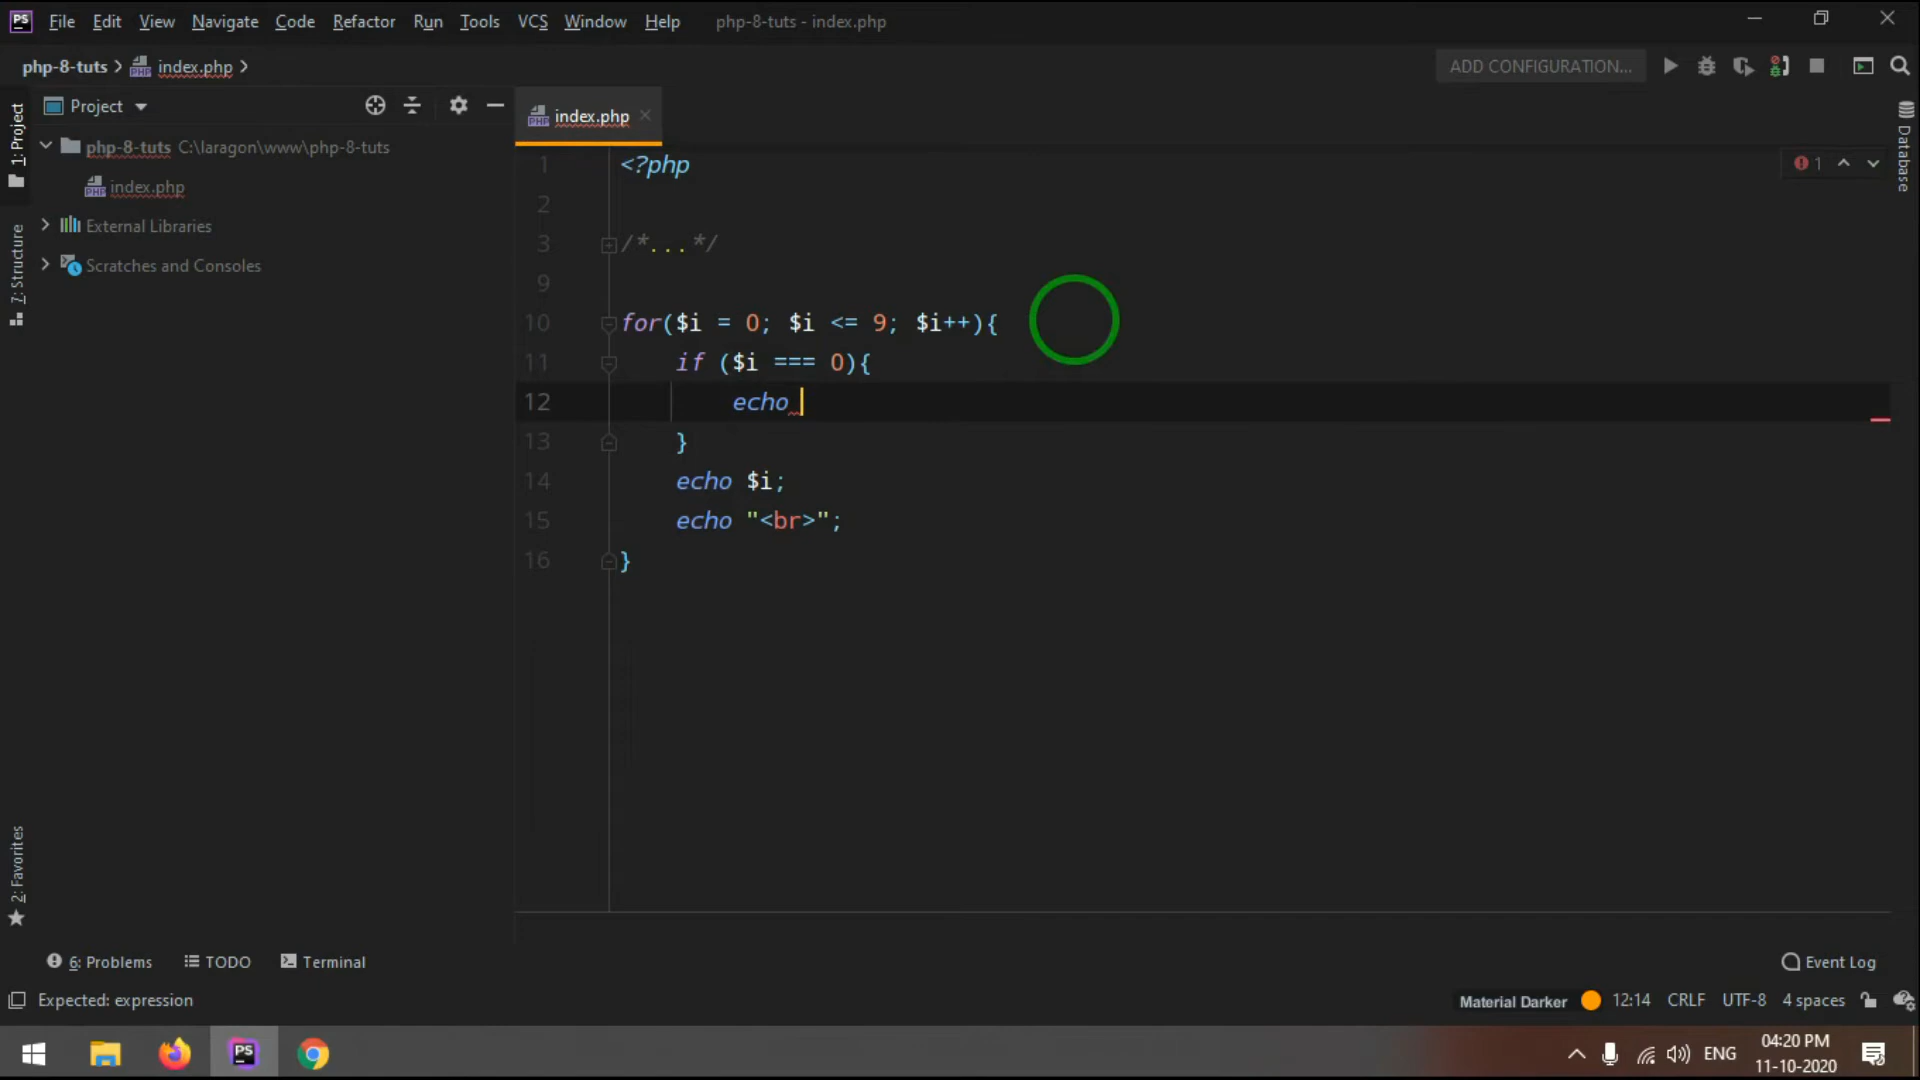 PS File Edit View Navigate Code Refactor Run Tools VCS Window Help php-8-tuts - index.php
php-8-tuts index.php ADD CONFIGURATION...
Project
index.php
1: Project
7: Structure
2: Favorites
Database
php-8-tuts C:\laragon\www\php-8-tuts
index.php
External Libraries
Scratches and Consoles
1 <?php
2
3 /*...*/
9
10 for($i = 0; $i <= 9; $i++){
11 if ($i === 0){
12 echo
13 }
14 echo $i;
15 echo "<br>";
16 }
1
6: Problems TODO Terminal Event Log
Expected: expression Material Darker 12:14 CRLF UTF-8 4 spaces
PS ENG 04:20 PM
11-10-2020